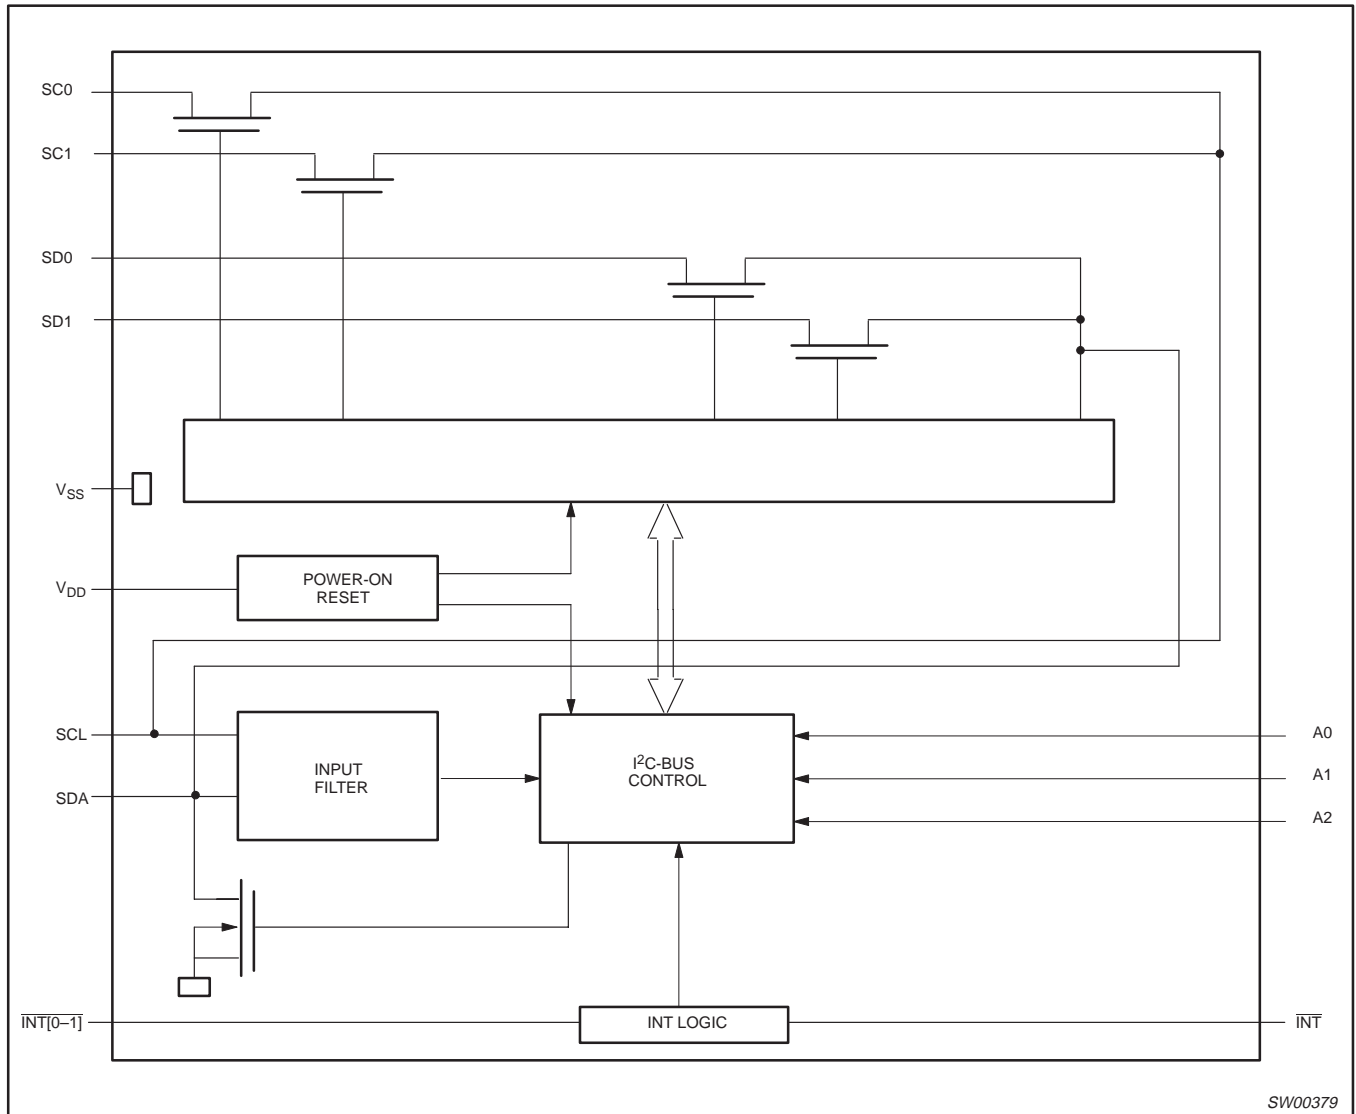 SC0
SC1
SD0
SD1
VSS
VDD
POWER-ON
RESET
SCL
SDA
INPUT
FILTER
I²C-BUS
CONTROL
A0
A1
A2
INT[0–1]
INT LOGIC
INT
SW00379